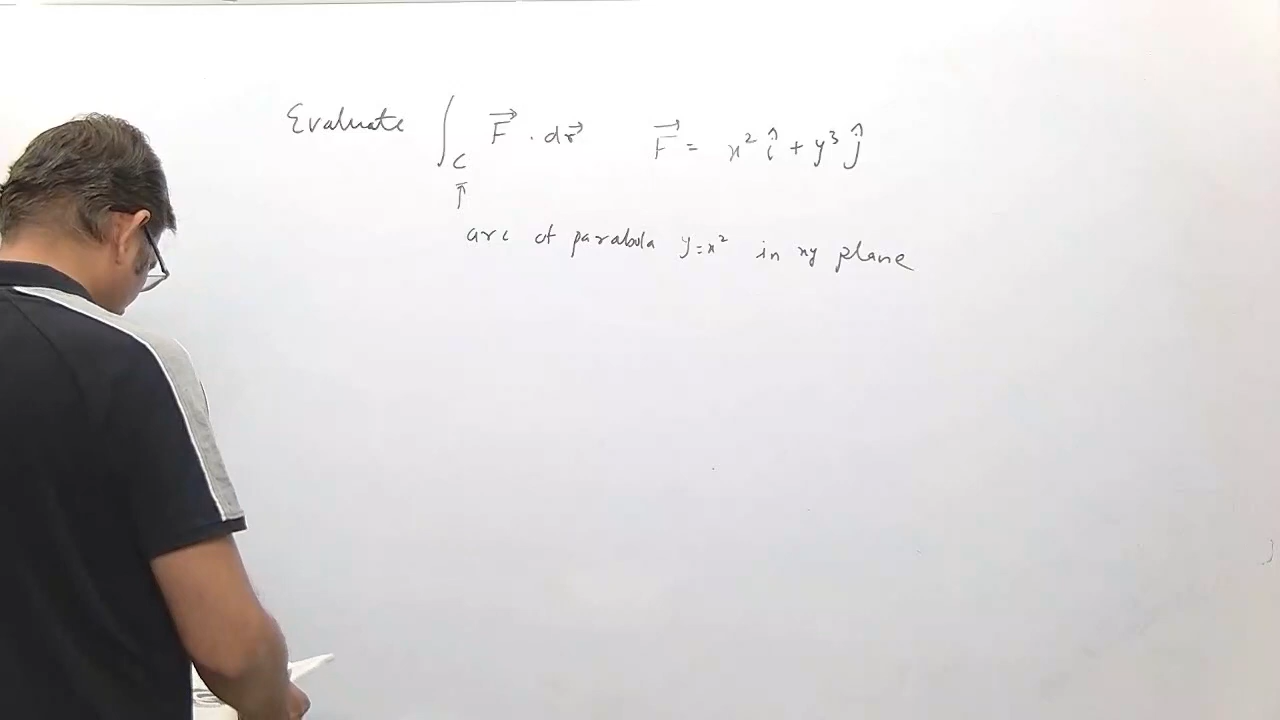 Evaluate ∫_C F⃗ . dr⃗ F⃗ = x² î + y³ ĵ
↑
arc of parabola y=x² in xy plane